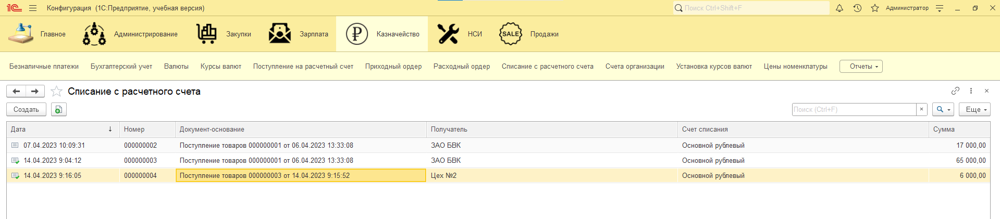 1С Конфигурация (1С:Предприятие, учебная версия) Поиск Ctrl+Shift+F Администратор
Главное Администрирование Закупки Зарплата Казначейство НСИ SALE Продажи
Безналичные платежи Бухгалтерский учет Валюты Курсы валют Поступление на расчетный счет Приходный ордер Расходный ордер Списание с расчетного счета Счета организации Установка курсов валют Цены номенклатуры Отчеты
Списание с расчетного счета
Создать Поиск (Ctrl+F) × Еще
Дата ↓ Номер Документ-основание Получатель Счет списания Сумма
07.04.2023 10:09:31 000000002 Поступление товаров 000000001 от 06.04.2023 13:33:08 ЗАО БВК Основной рублевый 17 000,00
14.04.2023 9:04:12 000000003 Поступление товаров 000000001 от 06.04.2023 13:33:08 ЗАО БВК Основной рублевый 65 000,00
14.04.2023 9:16:05 000000004 Поступление товаров 000000003 от 14.04.2023 9:15:52 Цех №2 Основной рублевый 6 000,00